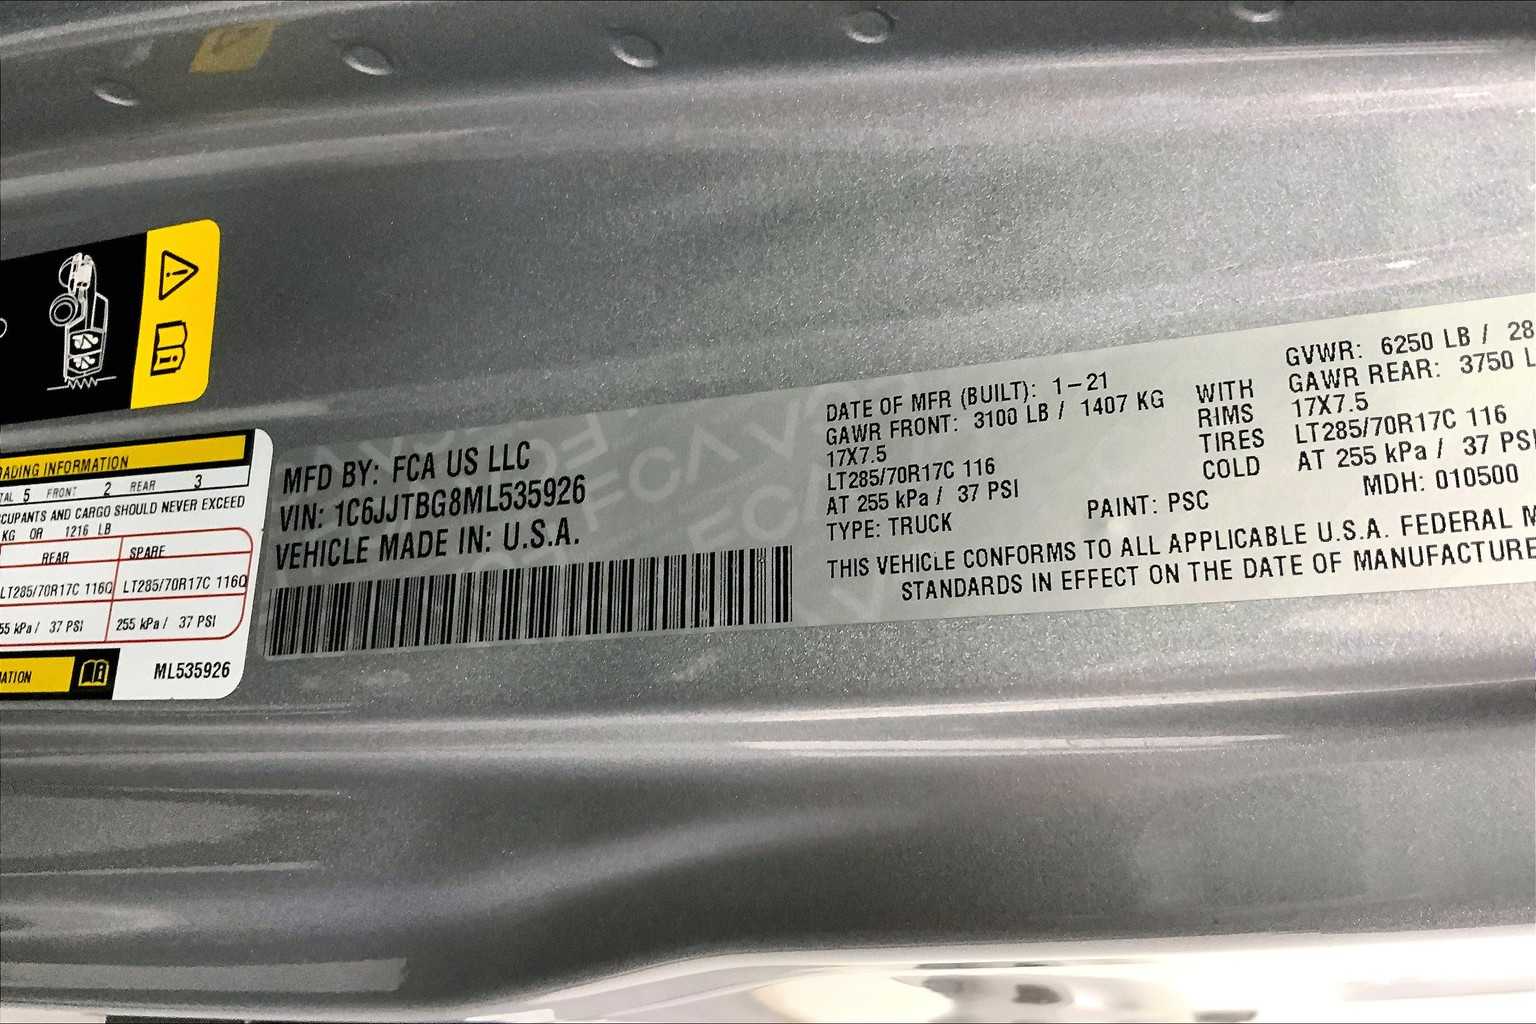 ADING INFORMATION
TAL 5 FRONT 2 REAR 3
CUPANTS AND CARGO SHOULD NEVER EXCEED
KG OR 1216 LB
REAR SPARE
LT285/70R17C 116Q LT285/70R17C 116Q
55 kPa / 37 PSI 255 kPa / 37 PSI
MATION
ML535926
MFD BY: FCA US LLC
VIN: 1C6JJTBG8ML535926
VEHICLE MADE IN: U.S.A.
DATE OF MFR (BUILT): 1-21 GVWR: 6250 LB / 28
GAWR FRONT: 3100 LB / 1407 KG WITH GAWR REAR: 3750 L
17X7.5 RIMS 17X7.5
LT285/70R17C 116 TIRES LT285/70R17C 116
AT 255 kPa / 37 PSI COLD AT 255 kPa / 37 PSI
TYPE: TRUCK PAINT: PSC MDH: 010500
THIS VEHICLE CONFORMS TO ALL APPLICABLE U.S.A. FEDERAL M
STANDARDS IN EFFECT ON THE DATE OF MANUFACTURE